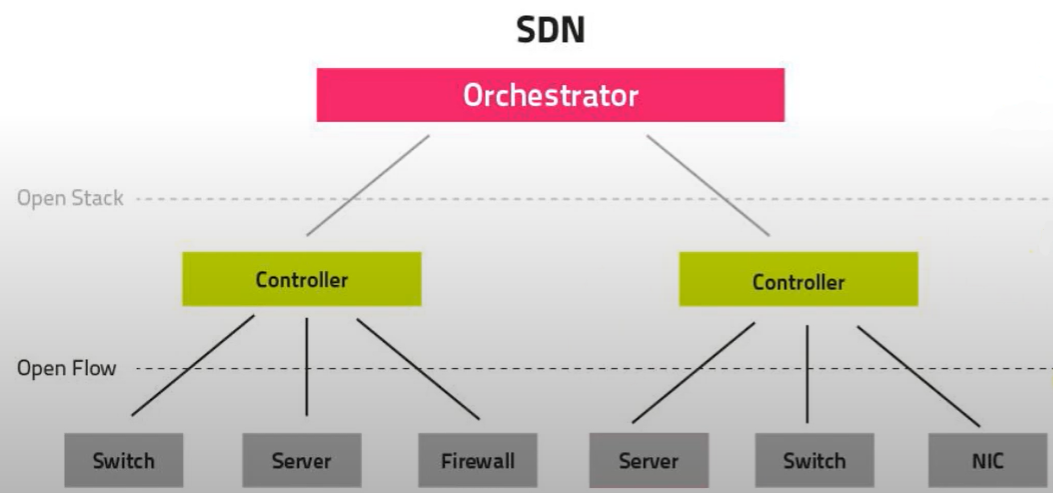 SDN
Orchestrator
Open Stack
Controller
Controller
Open Flow
Switch
Server
Firewall
Server
Switch
NIC